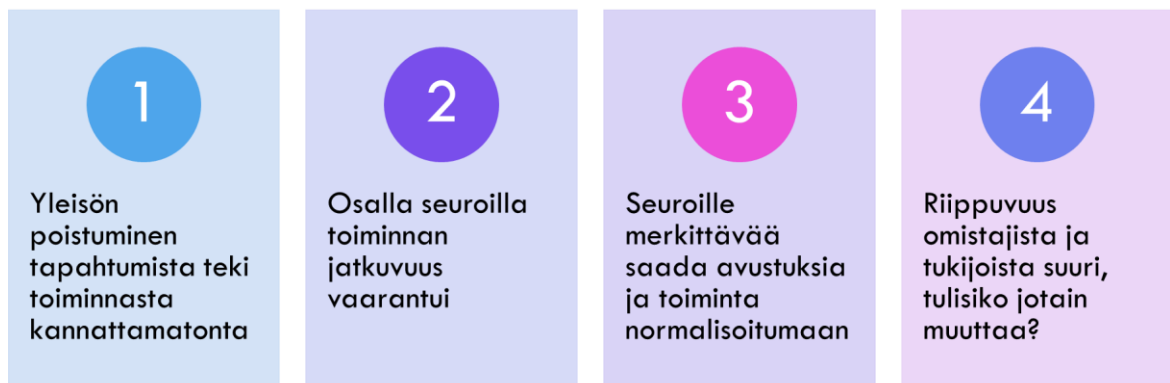 1
Yleisön
poistuminen
tapahtumista teki
toiminnasta
kannattamatonta
2
Osalla seuroilla
toiminnan
jatkuvuus
vaarantui
3
Seuroille
merkittävää
saada avustuksia
ja toiminta
normalisoitumaan
4
Riippuvuus
omistajista ja
tukijoista suuri,
tulisiko jotain
muuttaa?